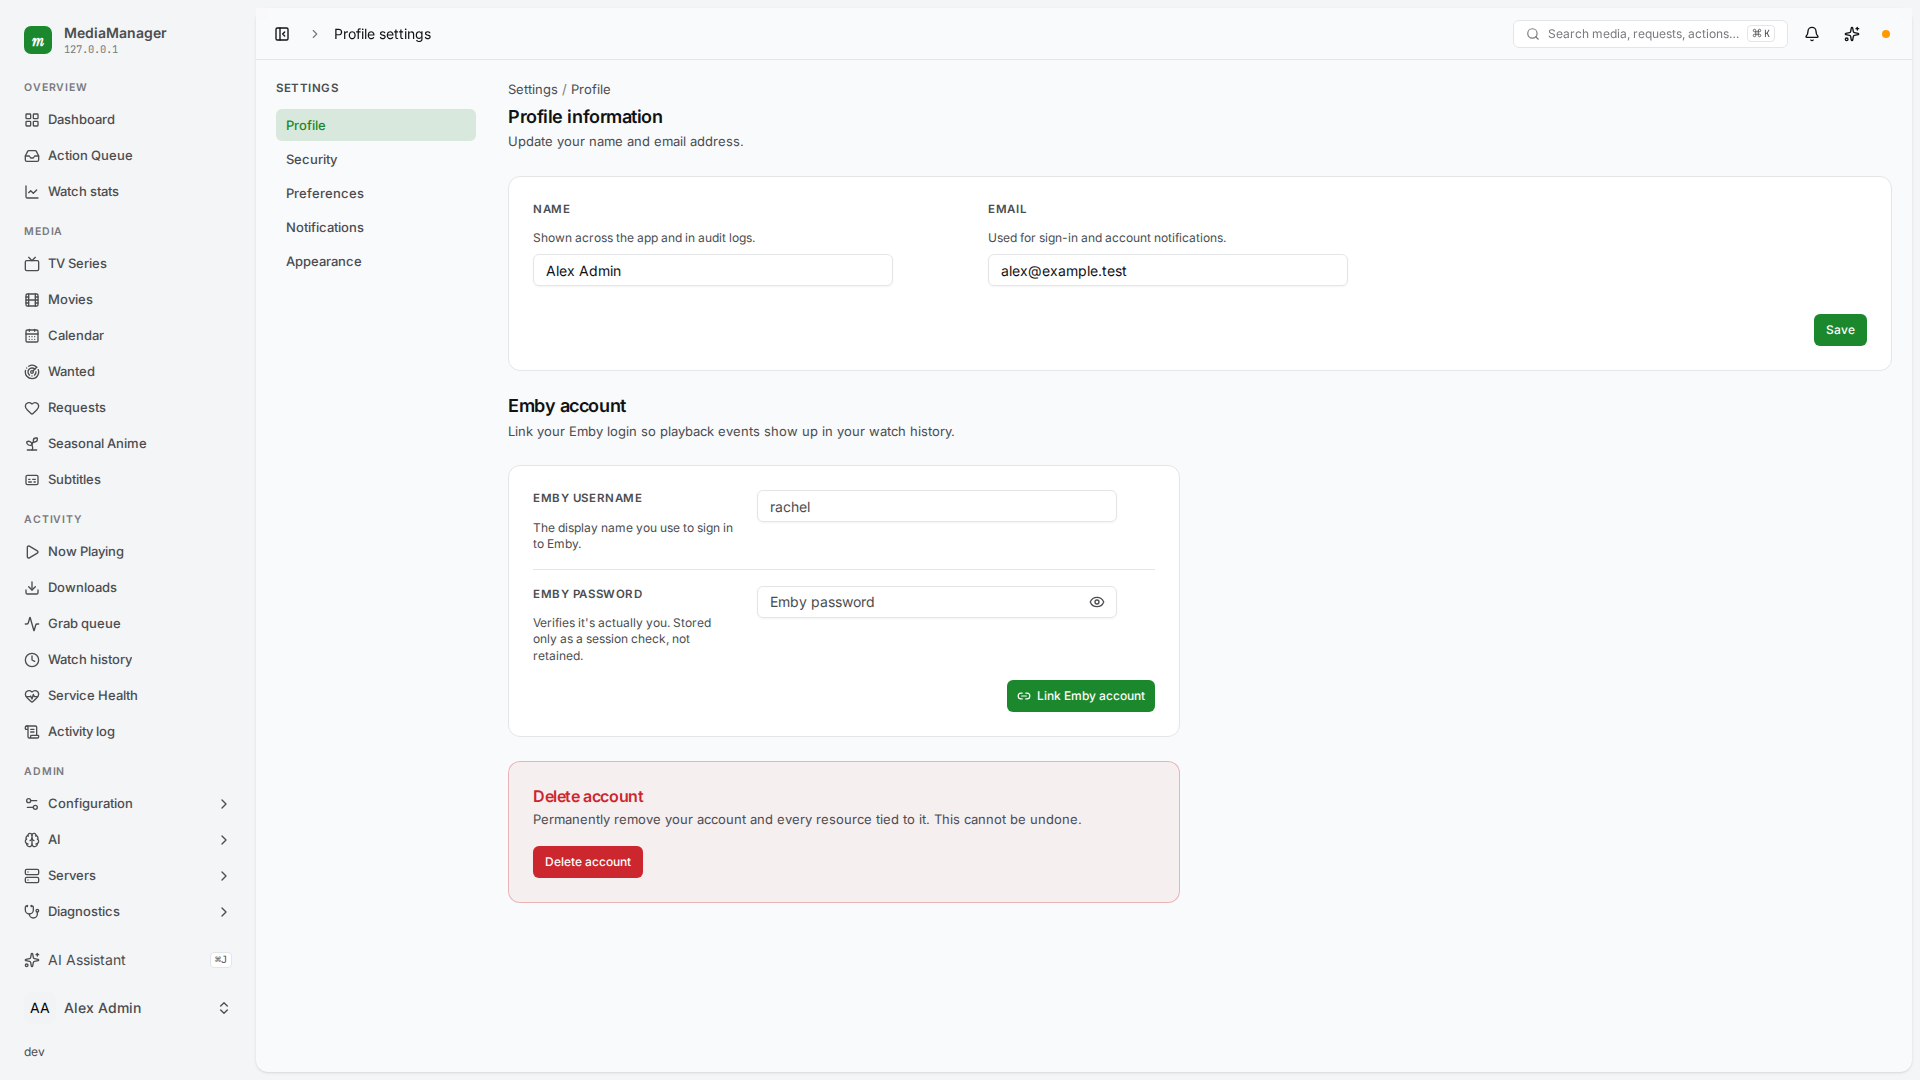 m
MediaManager
127.0.0.1
OVERVIEW
Dashboard
Action Queue
Watch stats
MEDIA
TV Series
Movies
Calendar
Wanted
Requests
Seasonal Anime
Subtitles
ACTIVITY
Now Playing
Downloads
Grab queue
Watch history
Service Health
Activity log
ADMIN
Configuration
AI
Servers
Diagnostics
AI Assistant ⌘J
AA Alex Admin
dev
Profile settings
Search media, requests, actions... ⌘ K
SETTINGS
Profile
Security
Preferences
Notifications
Appearance
Settings / Profile
Profile information
Update your name and email address.
NAME
Shown across the app and in audit logs.
Alex Admin
EMAIL
Used for sign-in and account notifications.
alex@example.test
Save
Emby account
Link your Emby login so playback events show up in your watch history.
EMBY USERNAME
The display name you use to sign in
to Emby.
rachel
EMBY PASSWORD
Verifies it's actually you. Stored
only as a session check, not
retained.
Emby password
Link Emby account
Delete account
Permanently remove your account and every resource tied to it. This cannot be undone.
Delete account